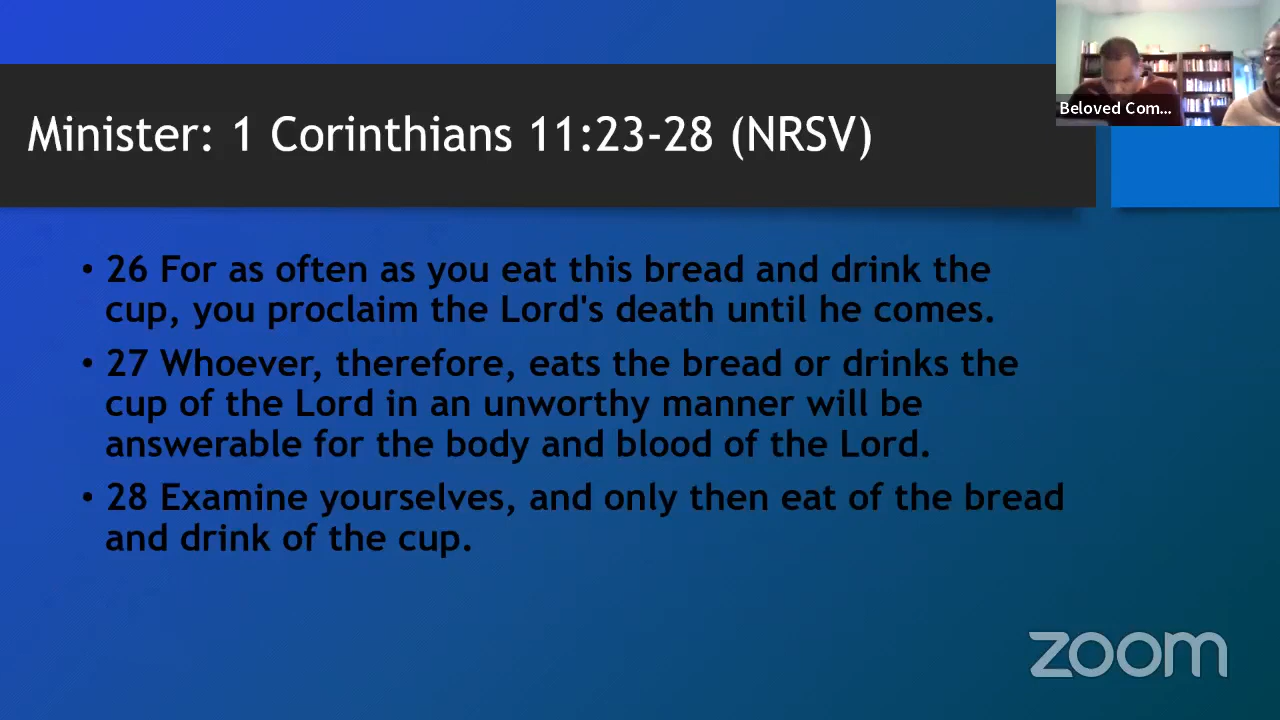 Beloved Com...
Minister: 1 Corinthians 11:23-28 (NRSV)
• 26 For as often as you eat this bread and drink the
cup, you proclaim the Lord's death until he comes.
• 27 Whoever, therefore, eats the bread or drinks the
cup of the Lord in an unworthy manner will be
answerable for the body and blood of the Lord.
• 28 Examine yourselves, and only then eat of the bread
and drink of the cup.
zoom